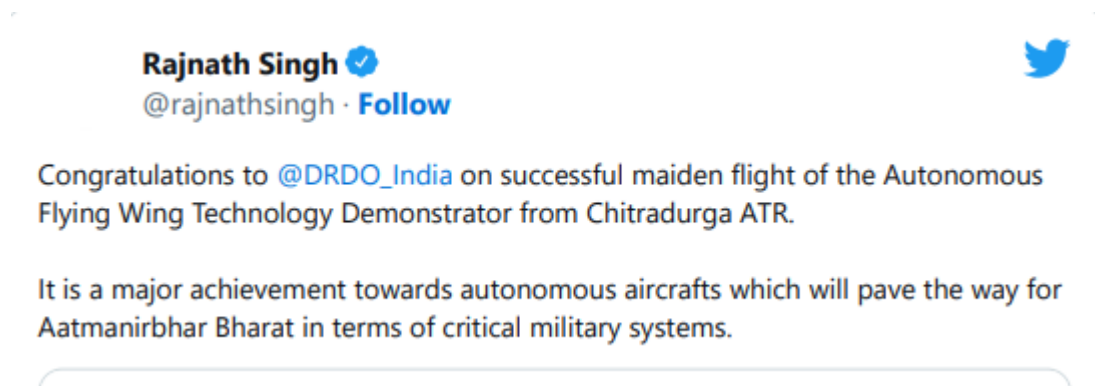 Rajnath Singh
@rajnathsingh · Follow
Congratulations to @DRDO_India on successful maiden flight of the Autonomous
Flying Wing Technology Demonstrator from Chitradurga ATR.
It is a major achievement towards autonomous aircrafts which will pave the way for
Aatmanirbhar Bharat in terms of critical military systems.